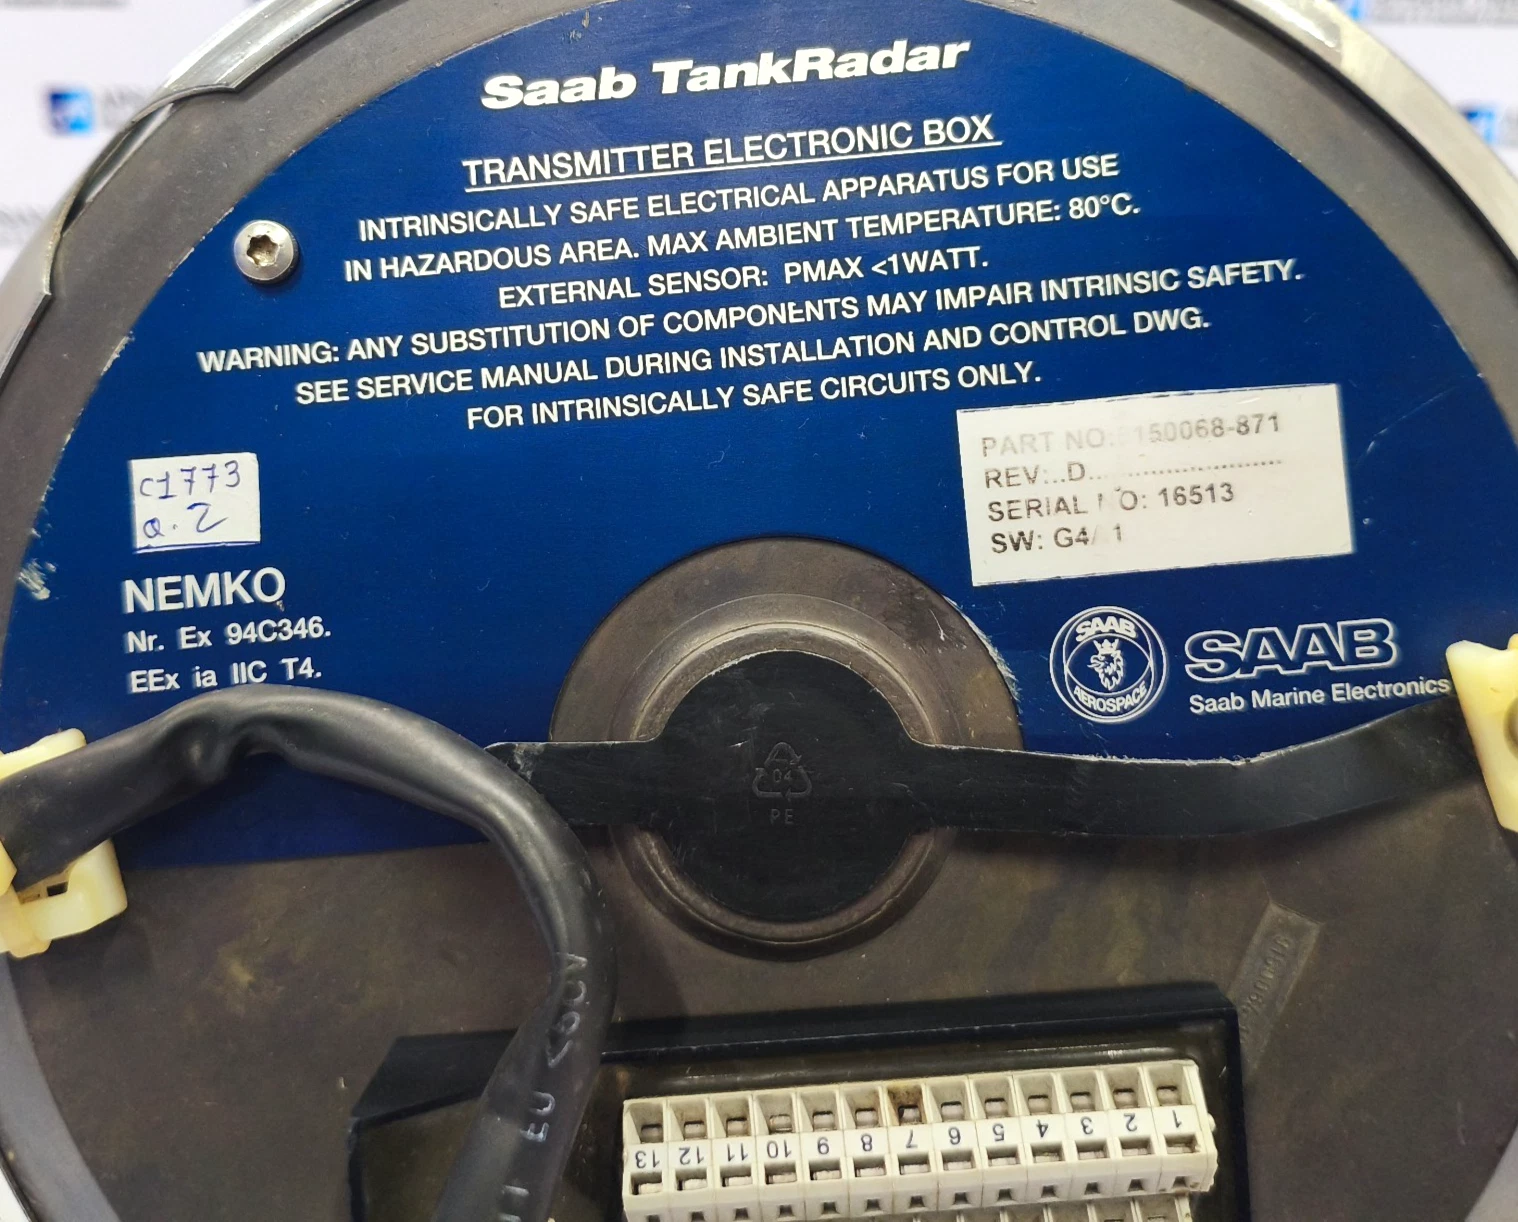 Saab TankRadar
TRANSMITTER ELECTRONIC BOX
INTRINSICALLY SAFE ELECTRICAL APPARATUS FOR USE
IN HAZARDOUS AREA. MAX AMBIENT TEMPERATURE: 80°C.
EXTERNAL SENSOR: PMAX <1WATT.
WARNING: ANY SUBSTITUTION OF COMPONENTS MAY IMPAIR INTRINSIC SAFETY.
SEE SERVICE MANUAL DURING INSTALLATION AND CONTROL DWG.
FOR INTRINSICALLY SAFE CIRCUITS ONLY.
PART NO: 150068-871
REV:..D..
SERIAL NO: 16513
SW: G4/ 1
C1773
Q.2
NEMKO
Nr. Ex 94C346.
EEx ia IIC T4.
SAAB
AEROSPACE
SAAB
Saab Marine Electronics
04
PE
13 12 11 10 9 8 7 6 5 4 3 2 1